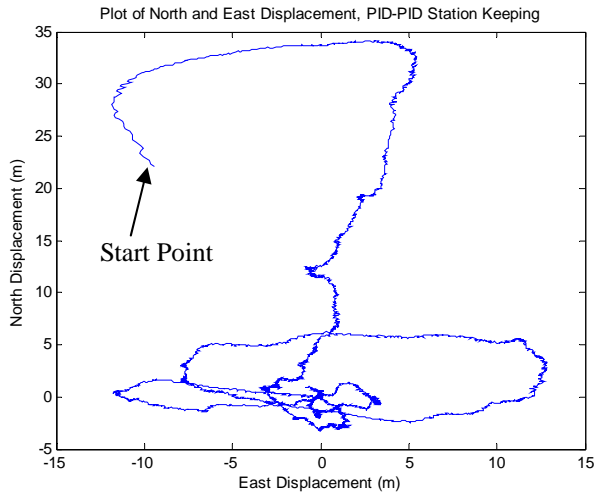 Plot of North and East Displacement, PID-PID Station Keeping
35
30
25
20
15
10
5
0
-5
North Displacement (m)
Start Point
-15 -10 -5 0 5 10 15
East Displacement (m)